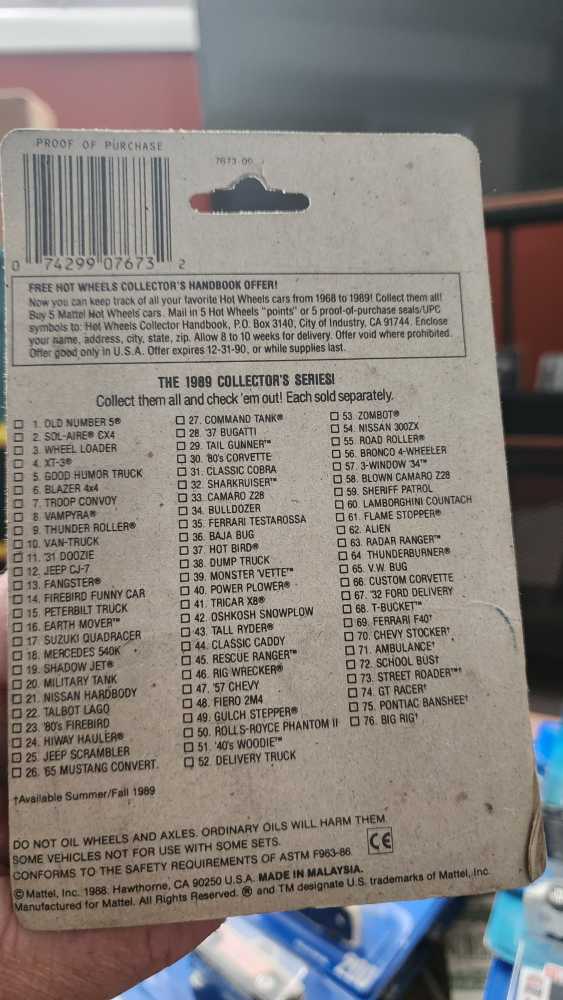 PROOF OF PURCHASE
7673-00
0 74299 07673 2
FREE HOT WHEELS COLLECTOR'S HANDBOOK OFFER!
Now you can keep track of all your favorite Hot Wheels cars from 1968 to 1989! Collect them all!
Buy 5 Mattel Hot Wheels cars. Mail in 5 Hot Wheels "points" or 5 proof-of-purchase seals/UPC
symbols to: Hot Wheels Collector Handbook, P.O. Box 3140, City of Industry, CA 91744. Enclose
your name, address, city, state, zip. Allow 8 to 10 weeks for delivery. Offer void where prohibited.
Offer good only in U.S.A. Offer expires 12-31-90, or while supplies last.
THE 1989 COLLECTOR'S SERIES!
Collect them all and check 'em out! Each sold separately.
1. OLD NUMBER 5®
2. SOL-AIRE® CX4
3. WHEEL LOADER
4. XT-3®
5. GOOD HUMOR TRUCK
6. BLAZER 4x4
7. TROOP CONVOY
8. VAMPYRA®
9. THUNDER ROLLER®
10. VAN-TRUCK
11. '31 DOOZIE
12. JEEP CJ-7
13. FANGSTER®
14. FIREBIRD FUNNY CAR
15. PETERBILT TRUCK
16. EARTH MOVER™
17. SUZUKI QUADRACER
18. MERCEDES 540K
19. SHADOW JET®
20. MILITARY TANK
21. NISSAN HARDBODY
22. TALBOT LAGO
23. '80's FIREBIRD
24. HIWAY HAULER®
25. JEEP SCRAMBLER
26. '65 MUSTANG CONVERT.
27. COMMAND TANK®
28. '37 BUGATTI
29. TAIL GUNNER™
30. '80's CORVETTE
31. CLASSIC COBRA
32. SHARKRUISER™
33. CAMARO Z28
34. BULLDOZER
35. FERRARI TESTAROSSA
36. BAJA BUG
37. HOT BIRD®
38. DUMP TRUCK
39. MONSTER 'VETTE™
40. POWER PLOWER®
41. TRICAR X8®
42. OSHKOSH SNOWPLOW
43. TALL RYDER®
44. CLASSIC CADDY
45. RESCUE RANGER™
46. RIG WRECKER®
47. '57 CHEVY
48. FIERO 2M4
49. GULCH STEPPER®
50. ROLLS-ROYCE PHANTOM II
51. '40's WOODIE™
52. DELIVERY TRUCK
53. ZOMBOT®
54. NISSAN 300ZX
55. ROAD ROLLER®
56. BRONCO 4-WHEELER
57. 3-WINDOW '34™
58. BLOWN CAMARO Z28
59. SHERIFF PATROL
60. LAMBORGHINI COUNTACH
61. FLAME STOPPER®
62. ALIEN
63. RADAR RANGER™
64. THUNDERBURNER®
65. V.W. BUG
66. CUSTOM CORVETTE
67. '32 FORD DELIVERY
68. T-BUCKET™
69. FERRARI F40†
70. CHEVY STOCKER†
71. AMBULANCE†
72. SCHOOL BUS†
73. STREET ROADER™†
74. GT RACER†
75. PONTIAC BANSHEE†
76. BIG RIG†
†Available Summer/Fall 1989
DO NOT OIL WHEELS AND AXLES. ORDINARY OILS WILL HARM THEM.
SOME VEHICLES NOT FOR USE WITH SOME SETS.
CONFORMS TO THE SAFETY REQUIREMENTS OF ASTM F963-86.
CE
© Mattel, Inc. 1988. Hawthorne, CA 90250 U.S.A. MADE IN MALAYSIA.
Manufactured for Mattel. All Rights Reserved. ® and TM designate U.S. trademarks of Mattel, Inc.